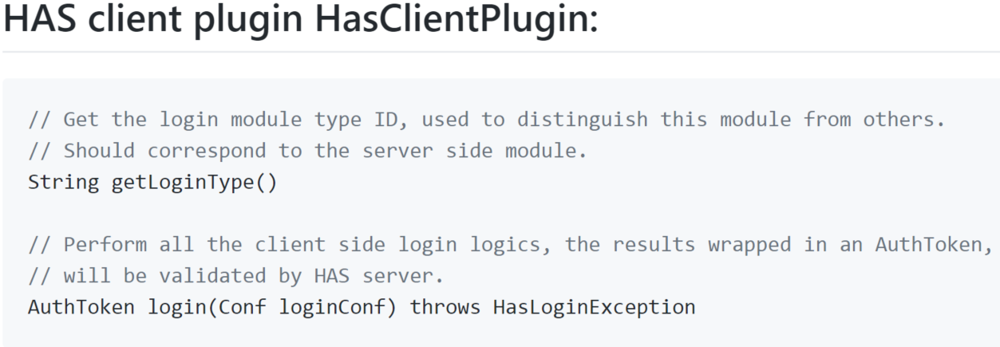 HAS client plugin HasClientPlugin:
// Get the login module type ID, used to distinguish this module from others.
// Should correspond to the server side module.
String getLoginType()
// Perform all the client side login logics, the results wrapped in an AuthToken,
// will be validated by HAS server.
AuthToken login(Conf loginConf) throws HasLoginException